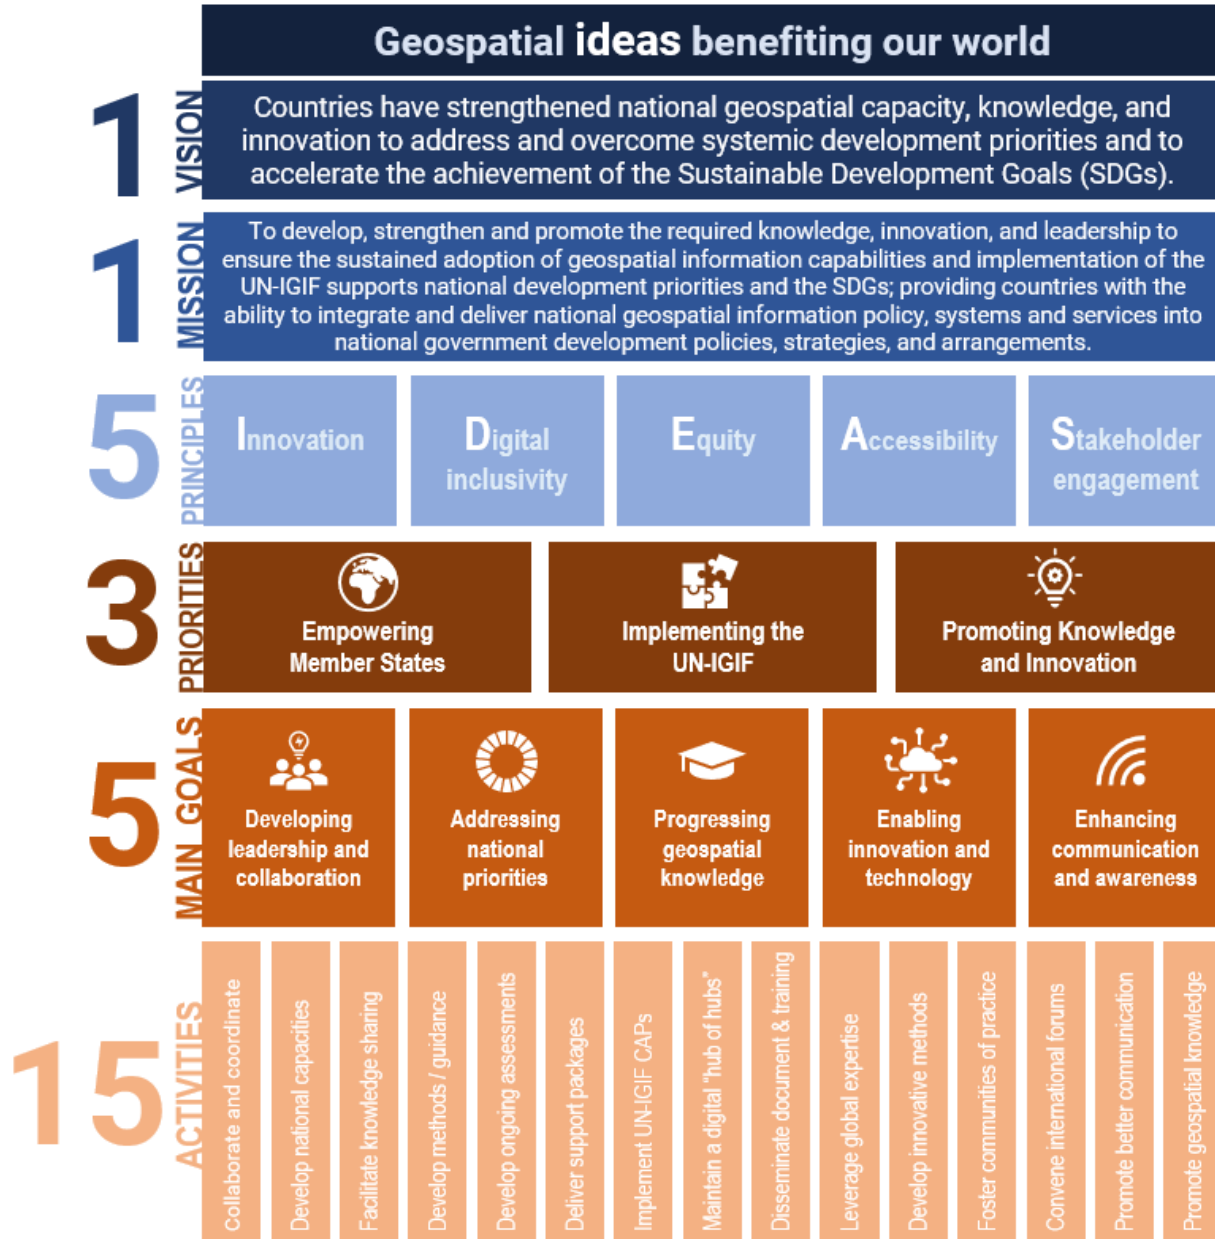 Geospatial ideas benefiting our world
1
VISION
Countries have strengthened national geospatial capacity, knowledge, and
innovation to address and overcome systemic development priorities and to
accelerate the achievement of the Sustainable Development Goals (SDGs).
1
MISSION
To develop, strengthen and promote the required knowledge, innovation, and leadership to
ensure the sustained adoption of geospatial information capabilities and implementation of the
UN-IGIF supports national development priorities and the SDGs; providing countries with the
ability to integrate and deliver national geospatial information policy, systems and services into
national government development policies, strategies, and arrangements.
5
PRINCIPLES
Innovation
Digital
inclusivity
Equity
Accessibility
Stakeholder
engagement
3
PRIORITIES
Empowering
Member States
Implementing the
UN-IGIF
Promoting Knowledge
and Innovation
5
MAIN GOALS
Developing
leadership and
collaboration
Addressing
national
priorities
Progressing
geospatial
knowledge
Enabling
innovation and
technology
Enhancing
communication
and awareness
15
ACTIVITIES
Collaborate and coordinate
Develop national capacities
Facilitate knowledge sharing
Develop methods / guidance
Develop ongoing assessments
Deliver support packages
Implement UN-IGIF CAPs
Maintain a digital "hub of hubs"
Disseminate document & training
Leverage global expertise
Develop innovative methods
Foster communities of practice
Convene international forums
Promote better communication
Promote geospatial knowledge